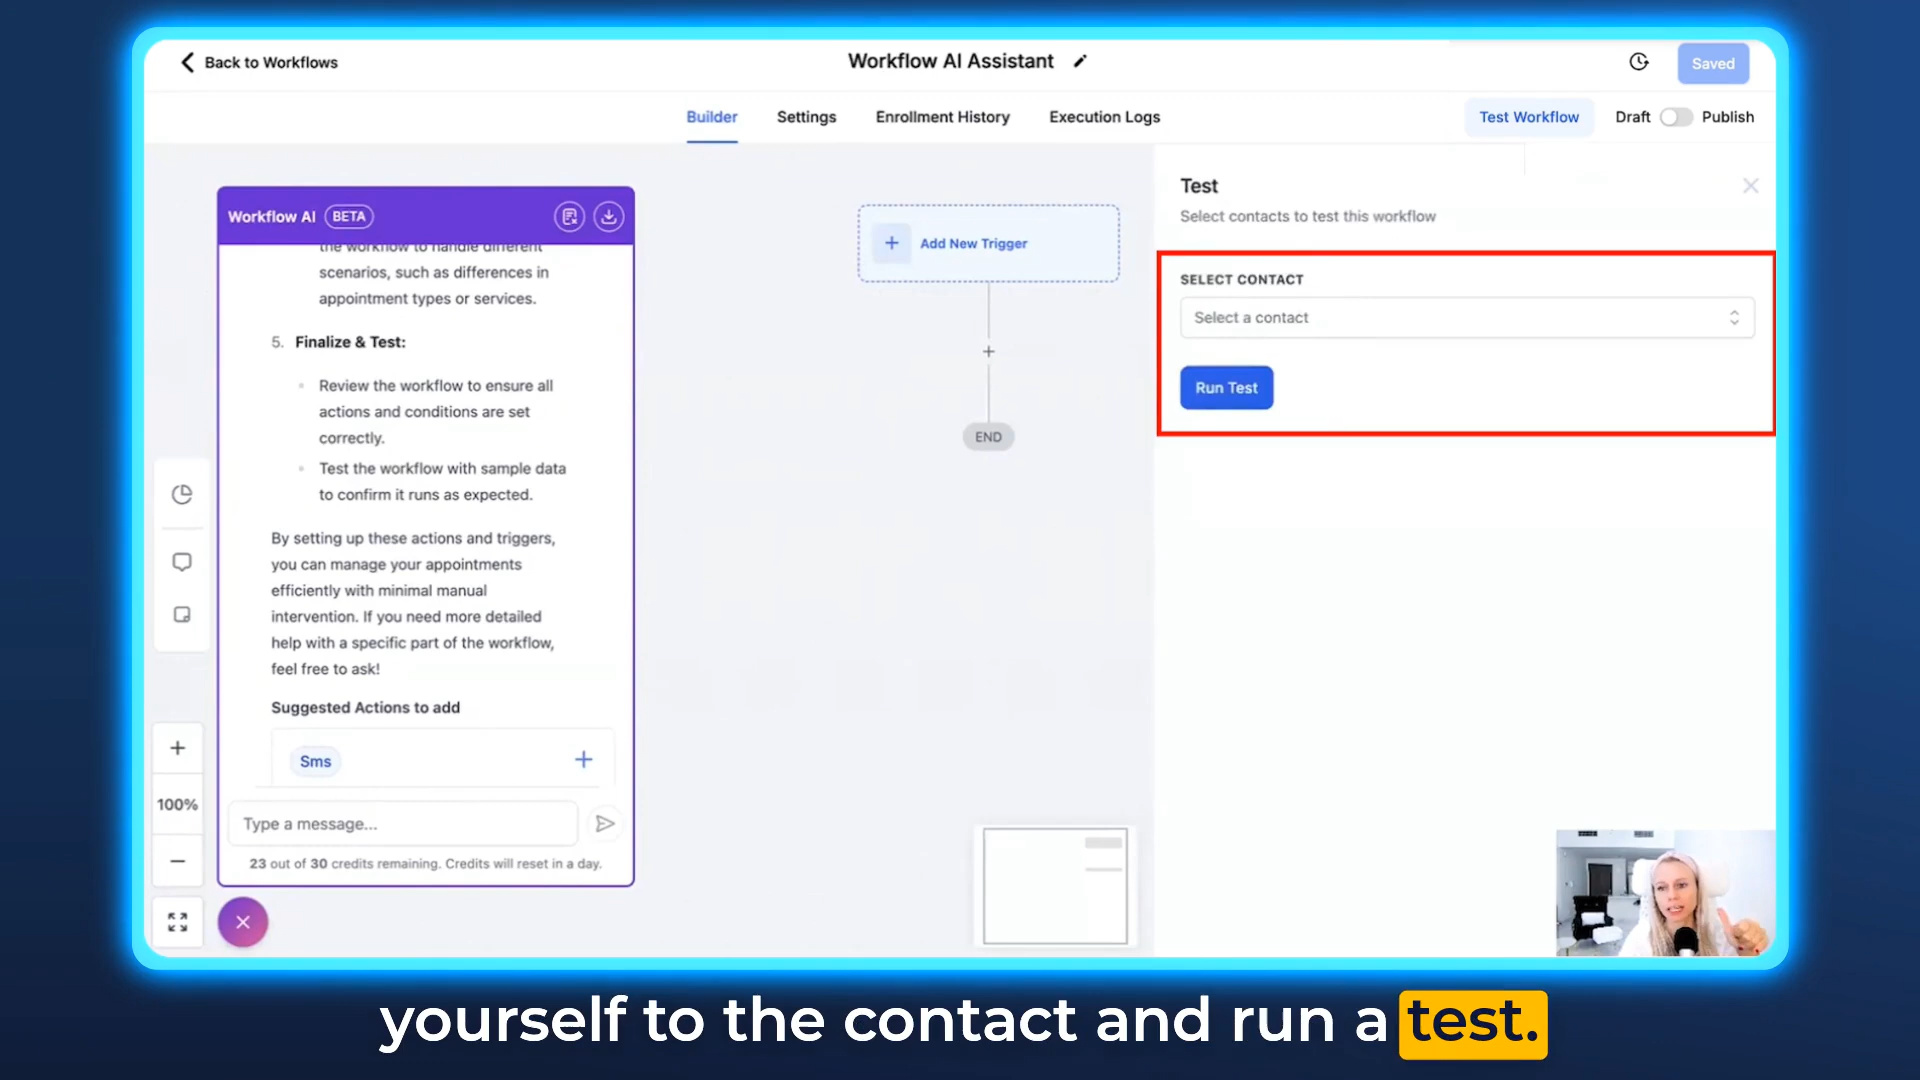 Back to Workflows
Workflow AI Assistant
Saved
Builder
Settings
Enrollment History
Execution Logs
Test Workflow
Draft
Publish
Workflow AI BETA
the workflow to handle different
scenarios, such as differences in
appointment types or services.
5. Finalize & Test:
Review the workflow to ensure all
actions and conditions are set
correctly.
Test the workflow with sample data
to confirm it runs as expected.
By setting up these actions and triggers,
you can manage your appointments
efficiently with minimal manual
intervention. If you need more detailed
help with a specific part of the workflow,
feel free to ask!
Suggested Actions to add
Sms
Type a message...
23 out of 30 credits remaining. Credits will reset in a day.
100%
Add New Trigger
END
Test
Select contacts to test this workflow
SELECT CONTACT
Select a contact
Run Test
yourself to the contact and run a test.